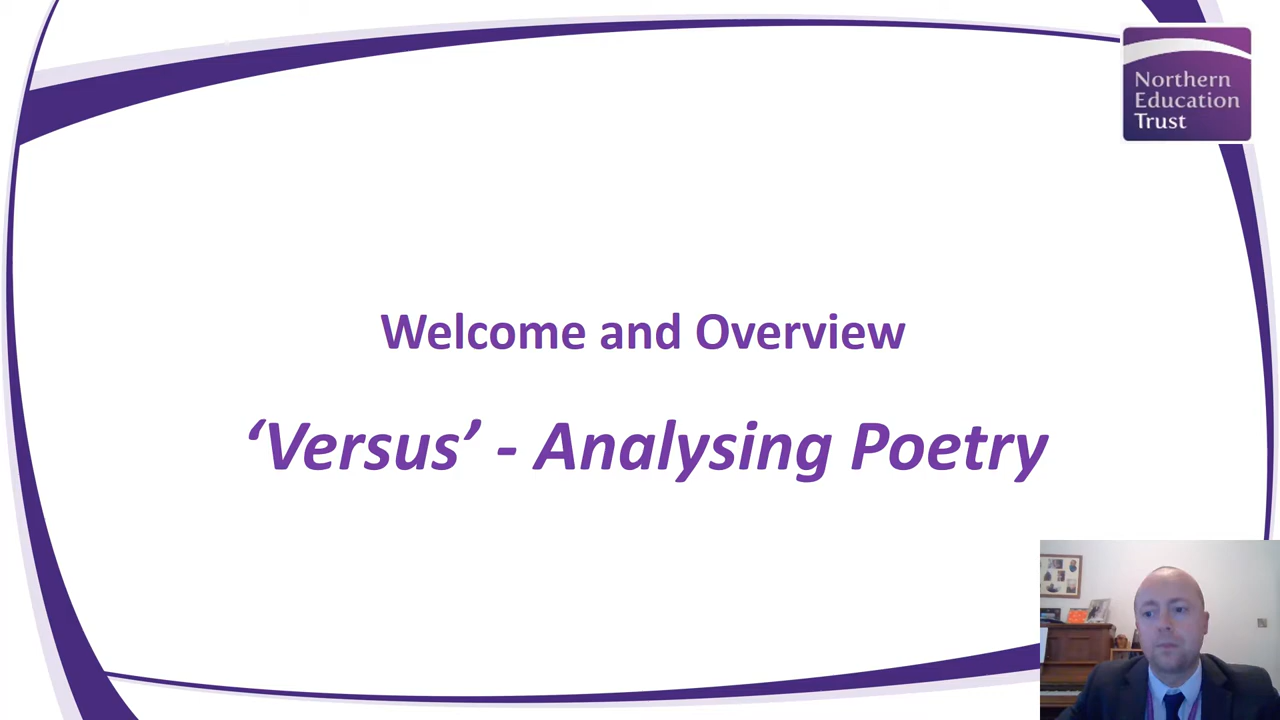 Northern
Education
Trust
Welcome and Overview
‘Versus’ - Analysing Poetry